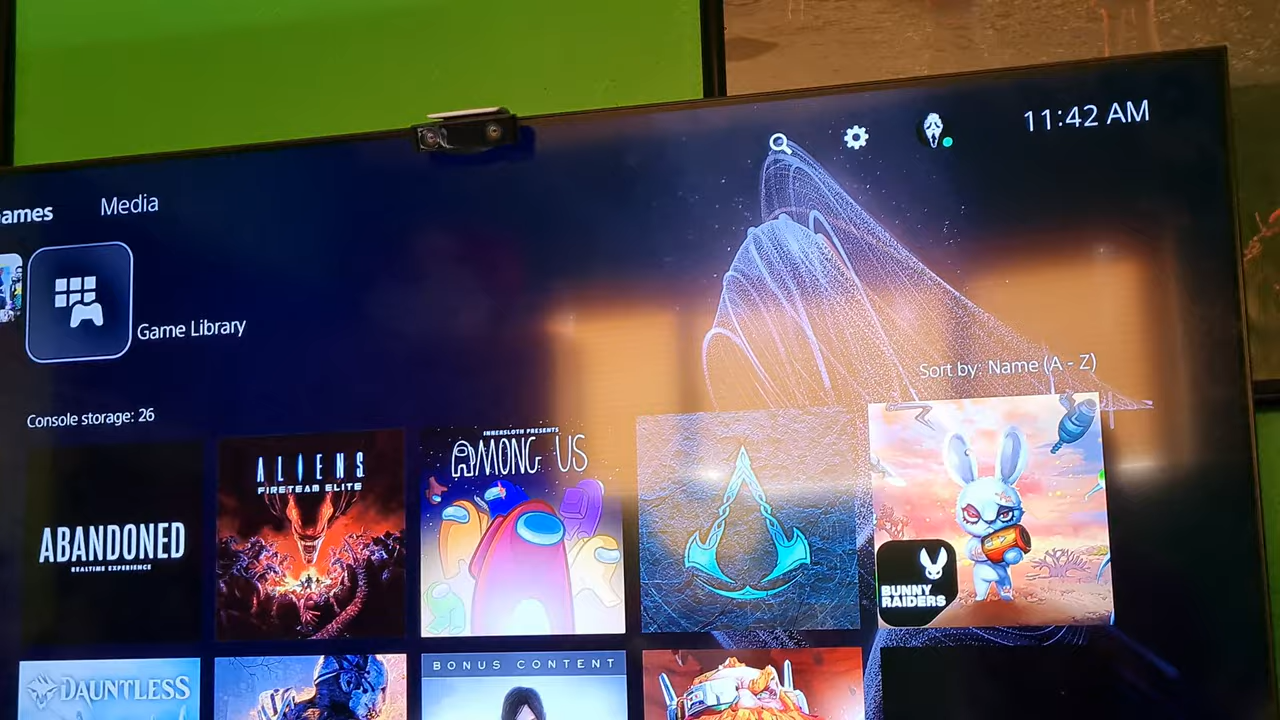 11:42 AM
ames
Media
Game Library
Sort by: Name (A - Z)
Console storage: 26
ABANDONED
REALTIME EXPERIENCE
ALIENS
FIRETEAM ELITE
INNERSLOTH PRESENTS
AMONG US
BUNNY
RAIDERS
DAUNTLESS
BONUS CONTENT